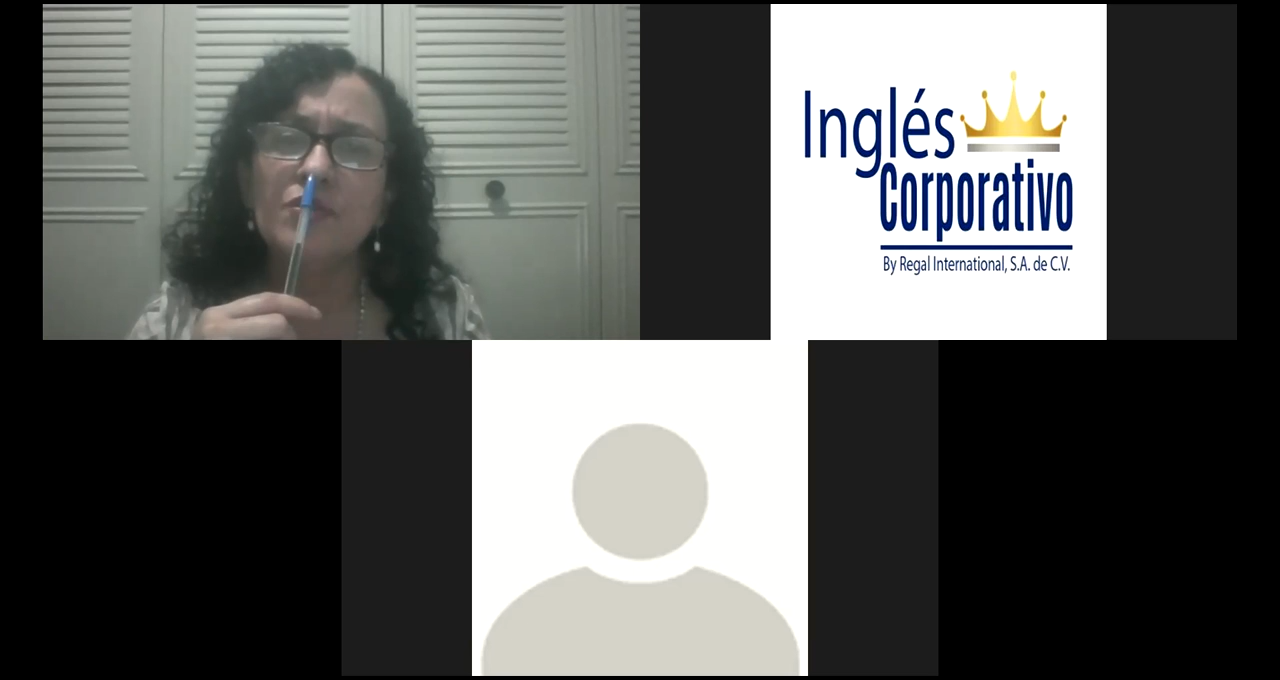 Inglés
Corporativo
By Regal International, S.A. de C.V.